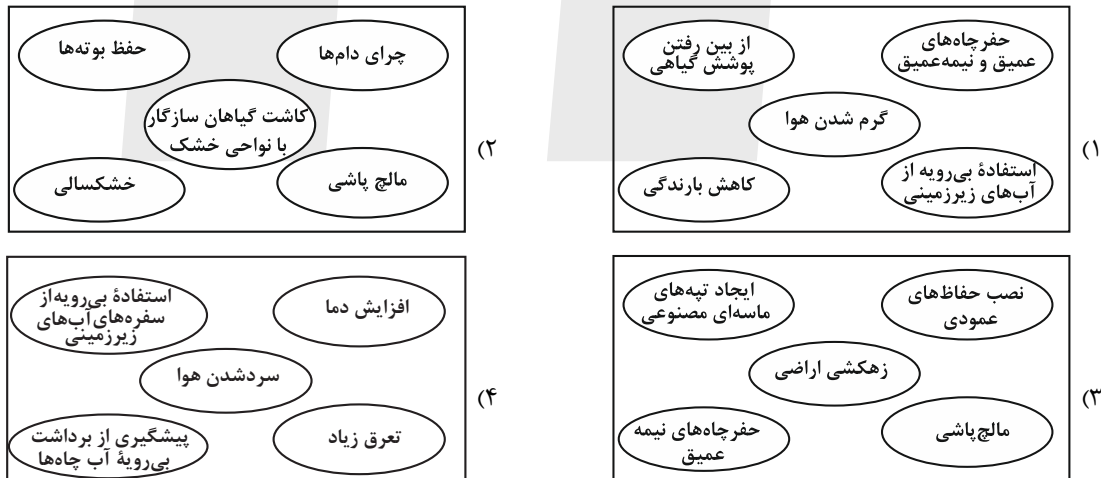 ۱)
حفرچاه‌های
عمیق و نیمه‌عمیق
از بین رفتن
پوشش گیاهی
گرم شدن هوا
استفادهٔ بی‌رویه از
آب‌های زیرزمینی
کاهش بارندگی
۲)
چرای دام‌ها
حفظ بوته‌ها
کاشت گیاهان سازگار
با نواحی خشک
مالچ پاشی
خشکسالی
۳)
نصب حفاظ‌های
عمودی
ایجاد تپه‌های
ماسه‌ای مصنوعی
زهکشی اراضی
مالچ‌پاشی
حفرچاه‌های نیمه
عمیق
۴)
افزایش دما
استفادهٔ بی‌رویه‌از
سفره‌های‌آب‌های
زیرزمینی
سردشدن هوا
تعرق زیاد
پیشگیری از برداشت
بی‌رویهٔ آب چاه‌ها